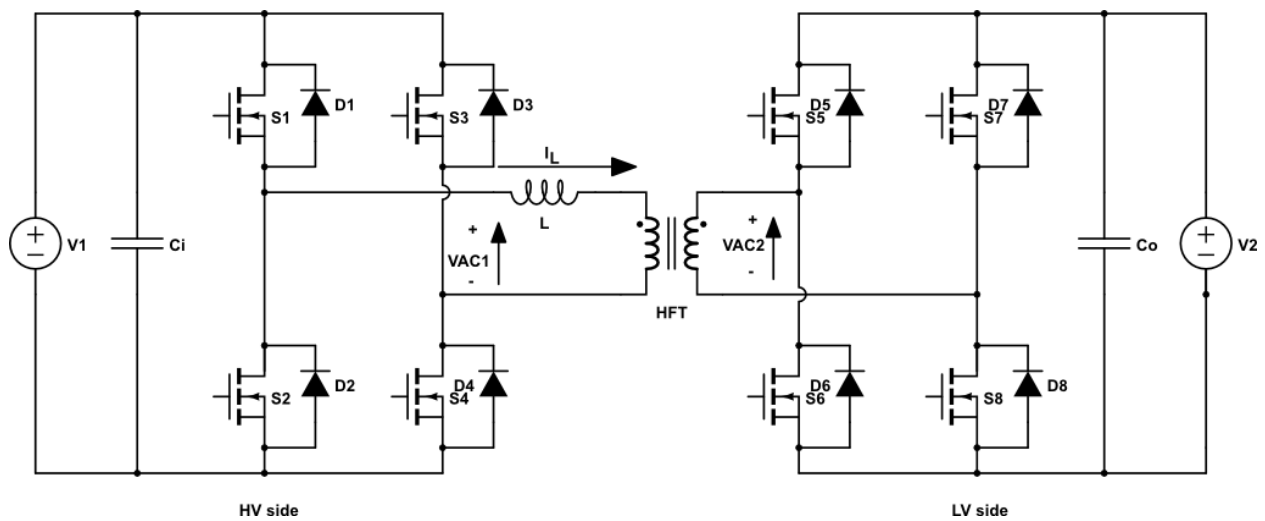 D1
D3
D5
D7
S1
S3
S5
S7
IL
L
+
VAC1
-
+
VAC2
-
+
−
V1
Ci
Co
+
−
V2
HFT
D2
D4
D6
D8
S2
S4
S6
S8
HV side
LV side